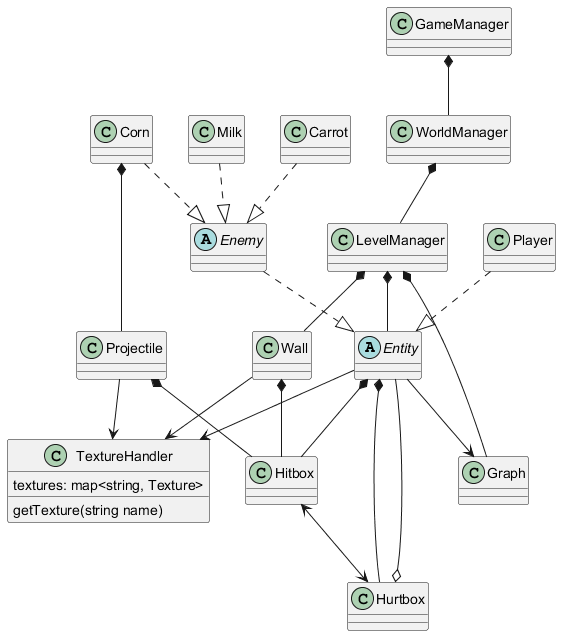 C GameManager
C Corn
C Milk
C Carrot
C WorldManager
A Enemy
C LevelManager
C Player
C Projectile
C Wall
A Entity
C TextureHandler
textures: map<string, Texture>
getTexture(string name)
C Hitbox
C Graph
C Hurtbox